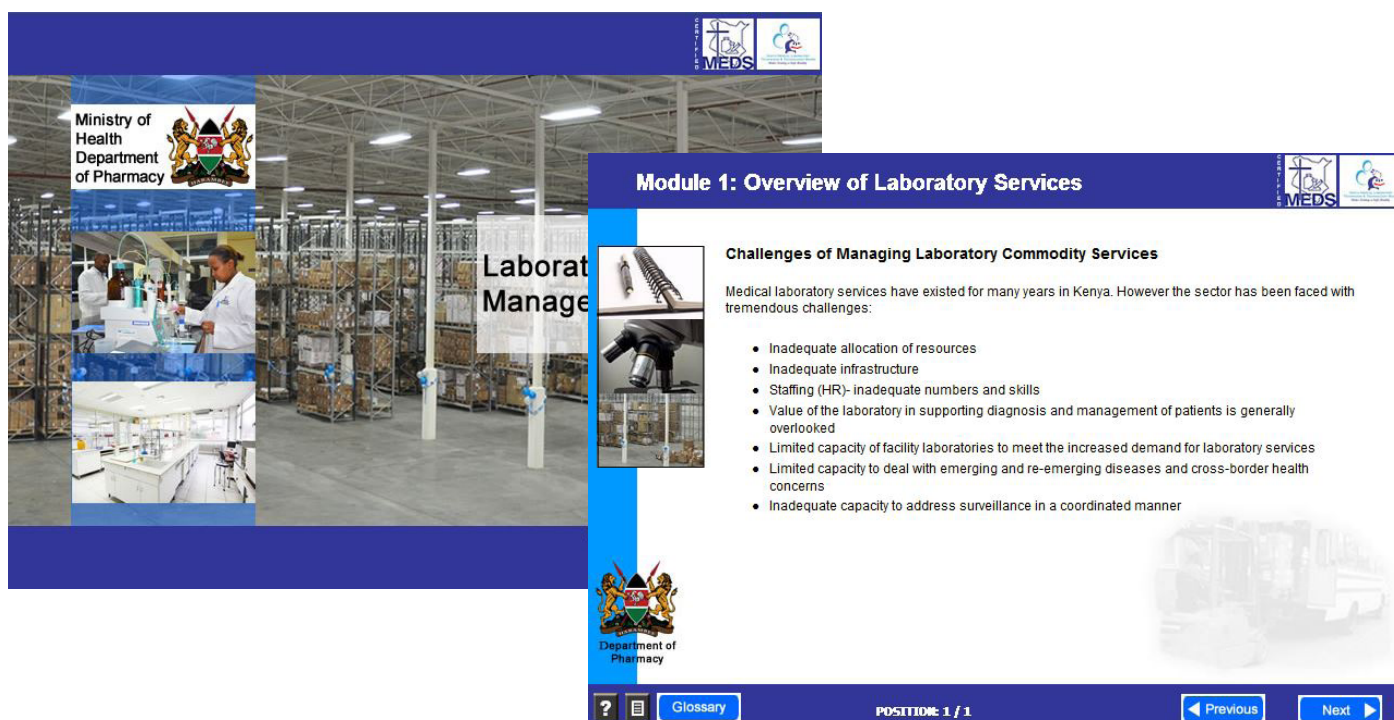 CERTIFIED
MEDS
Ministry of
Health
Department
of Pharmacy
HARAMBEE
Laborat
Manage
Module 1: Overview of Laboratory Services
CERTIFIED
MEDS
Challenges of Managing Laboratory Commodity Services
Medical laboratory services have existed for many years in Kenya. However the sector has been faced with
tremendous challenges:
● Inadequate allocation of resources
● Inadequate infrastructure
● Staffing (HR)- inadequate numbers and skills
● Value of the laboratory in supporting diagnosis and management of patients is generally
overlooked
● Limited capacity of facility laboratories to meet the increased demand for laboratory services
● Limited capacity to deal with emerging and re-emerging diseases and cross-border health
concerns
● Inadequate capacity to address surveillance in a coordinated manner
HARAMBEE
Department of
Pharmacy
?
Glossary
POSITION: 1 / 1
Previous
Next